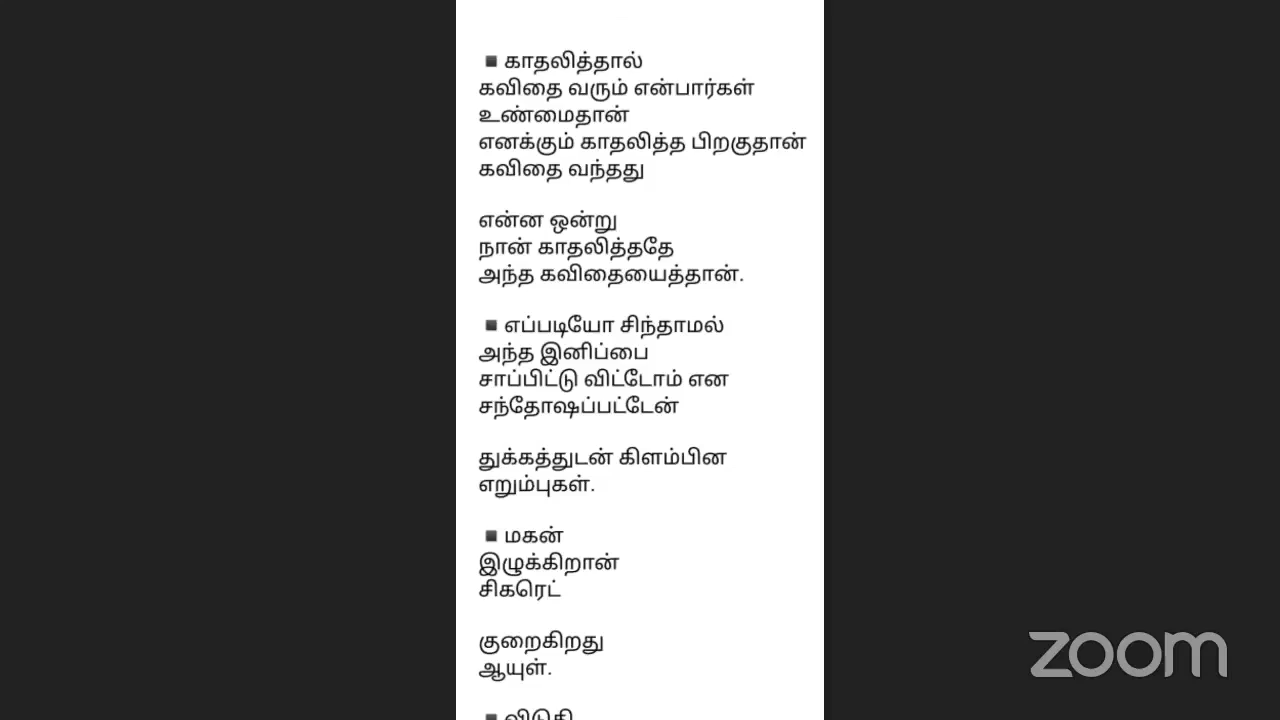 ▪காதலித்தால்
கவிதை வரும் என்பார்கள்
உண்மைதான்
எனக்கும் காதலித்த பிறகுதான்
கவிதை வந்தது
என்ன ஒன்று
நான் காதலித்ததே
அந்த கவிதையைத்தான்.
▪எப்படியோ சிந்தாமல்
அந்த இனிப்பை
சாப்பிட்டு விட்டோம் என
சந்தோஷப்பட்டேன்
துக்கத்துடன் கிளம்பின
எறும்புகள்.
▪மகன்
இழுக்கிறான்
சிகரெட்
குறைகிறது
ஆயுள்.
zoom